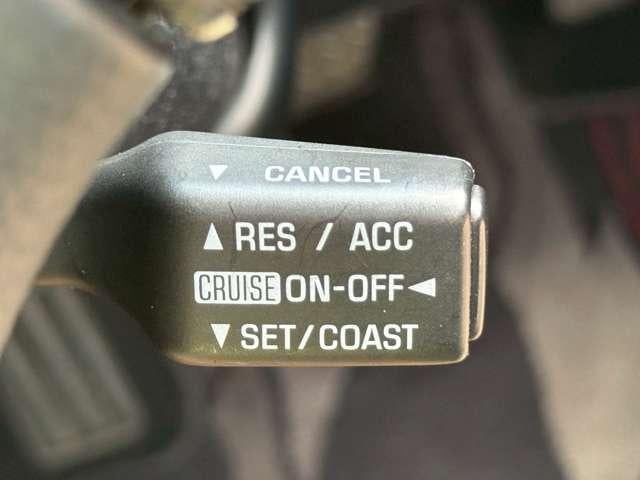 ▼ CANCEL
▲ RES / ACC
CRUISE ON-OFF ◀
▼ SET/COAST